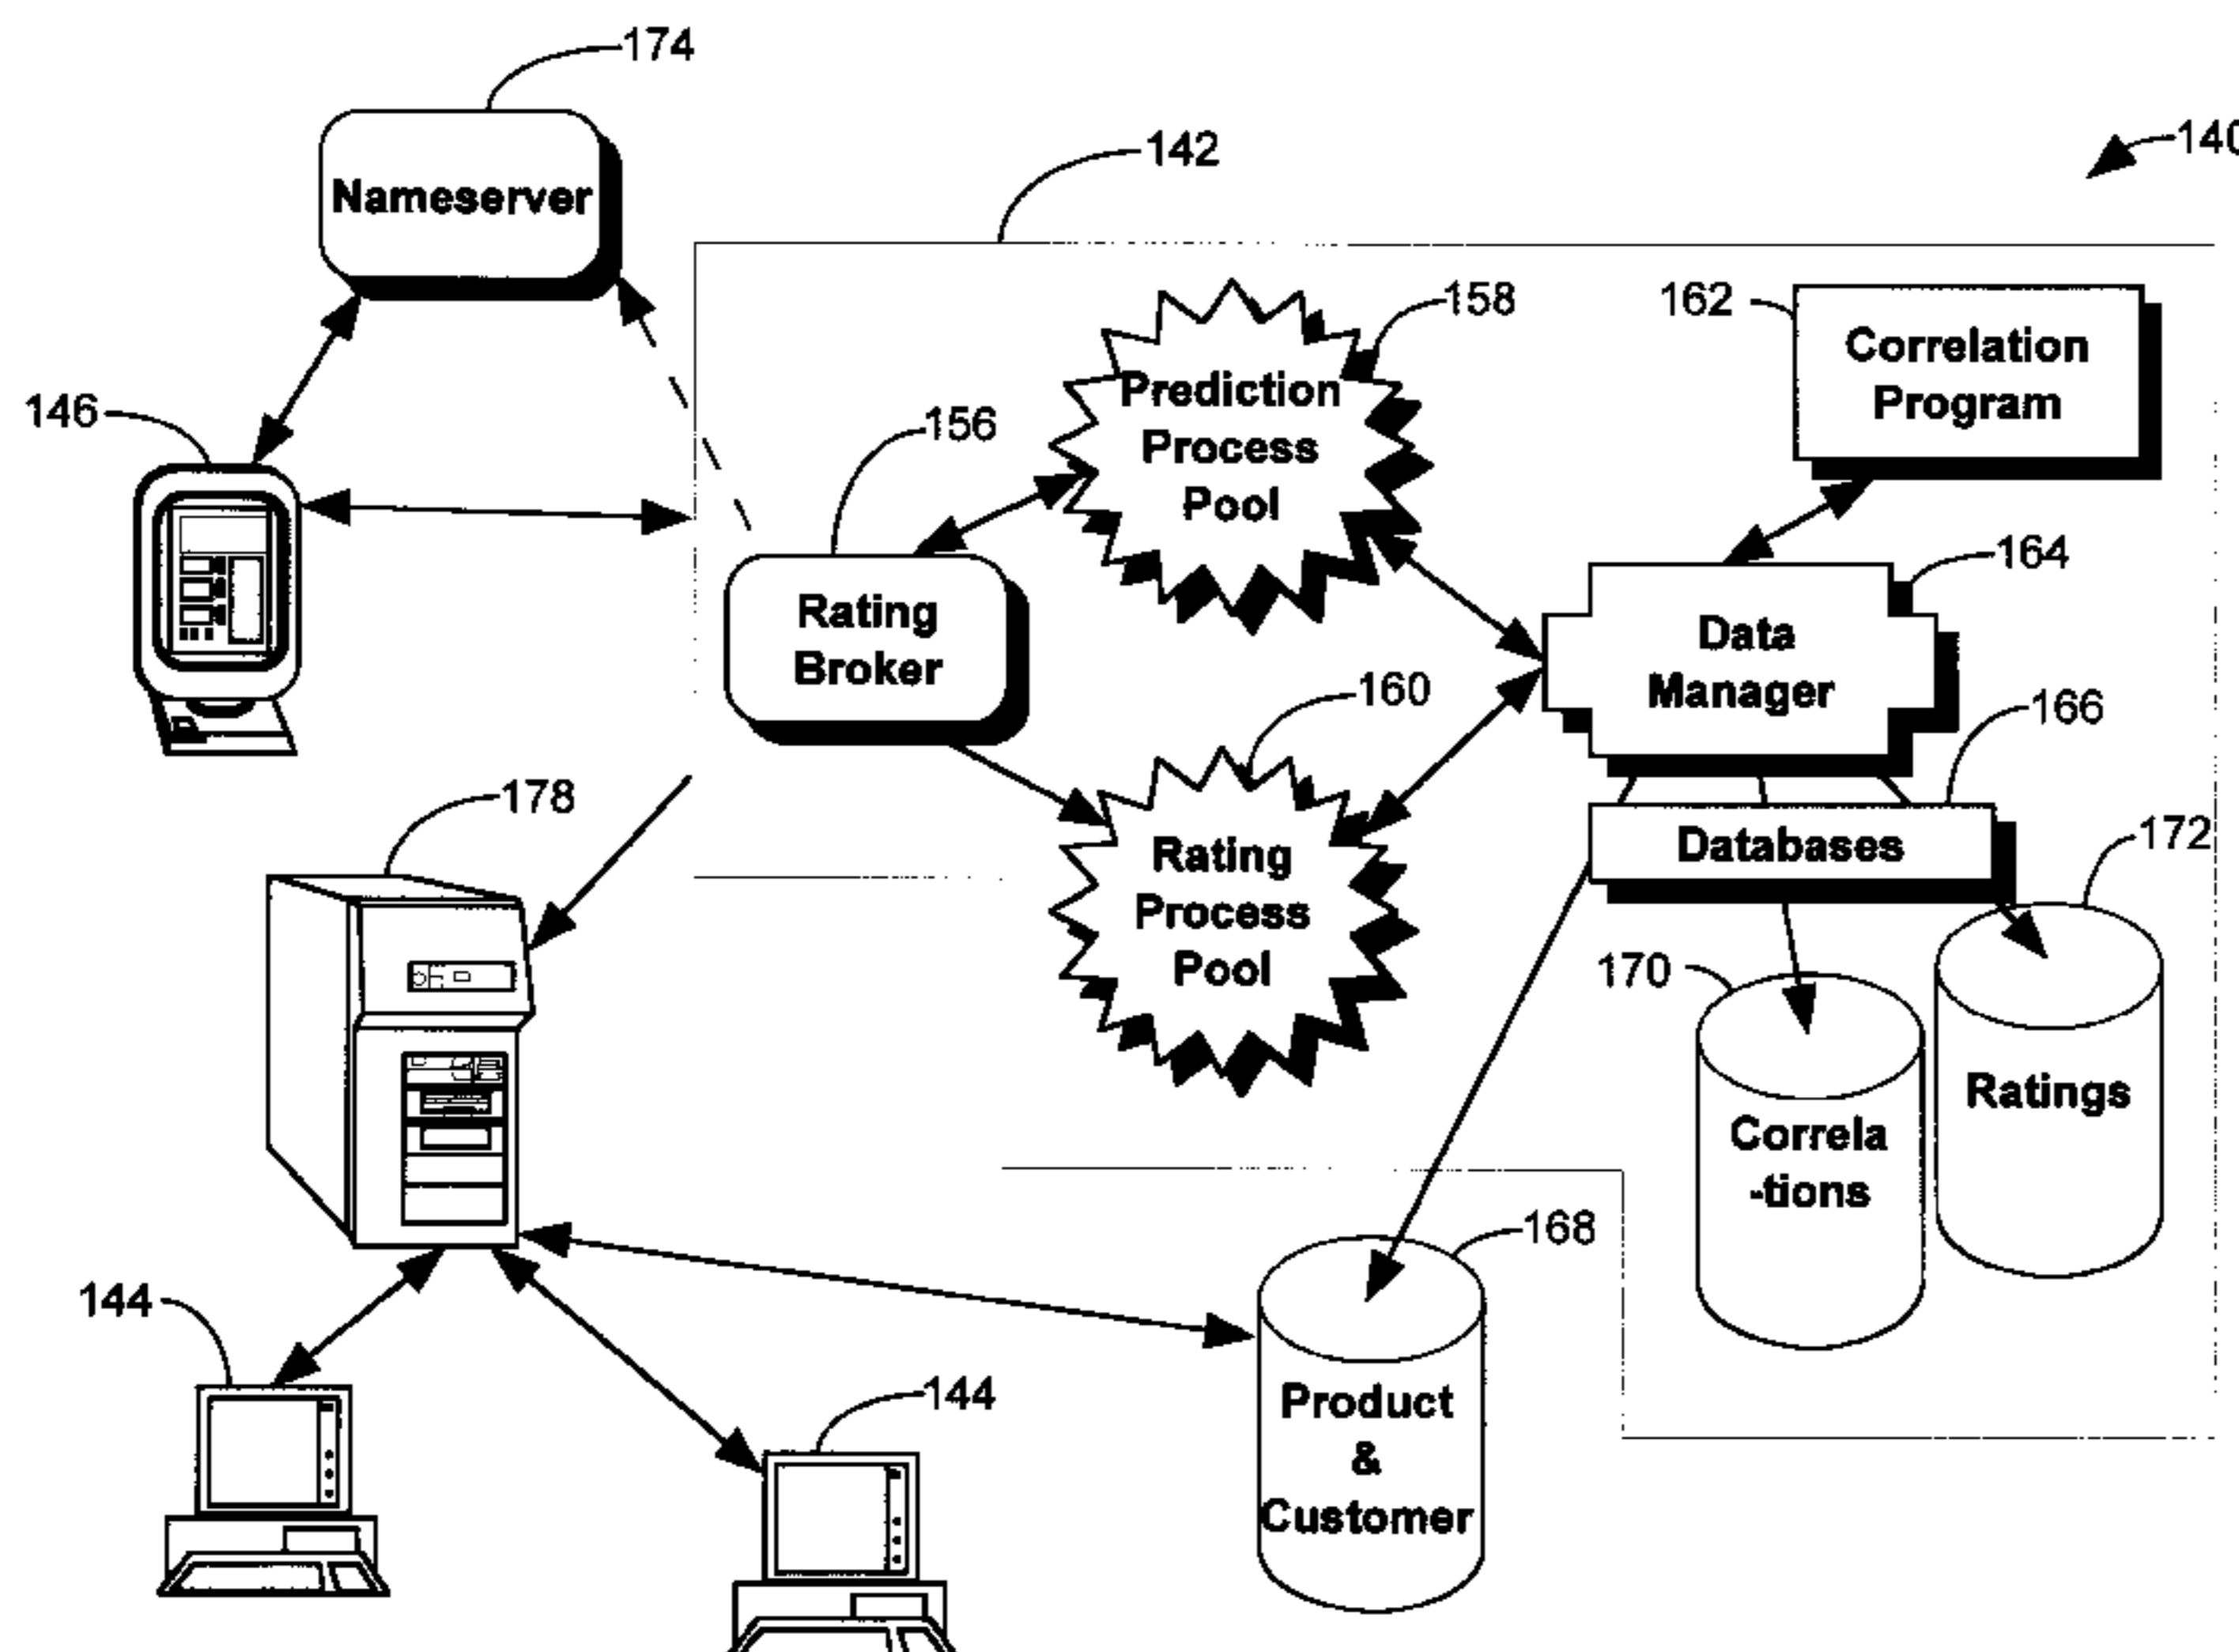 174
142
140
Nameserver
158
162
Correlation
Program
Prediction
Process
Pool
146
156
164
Rating
Broker
Data
Manager
160
166
178
Databases
172
Rating
Process
Pool
170
Ratings
Correla
-tions
168
144
144
Product
&
Customer